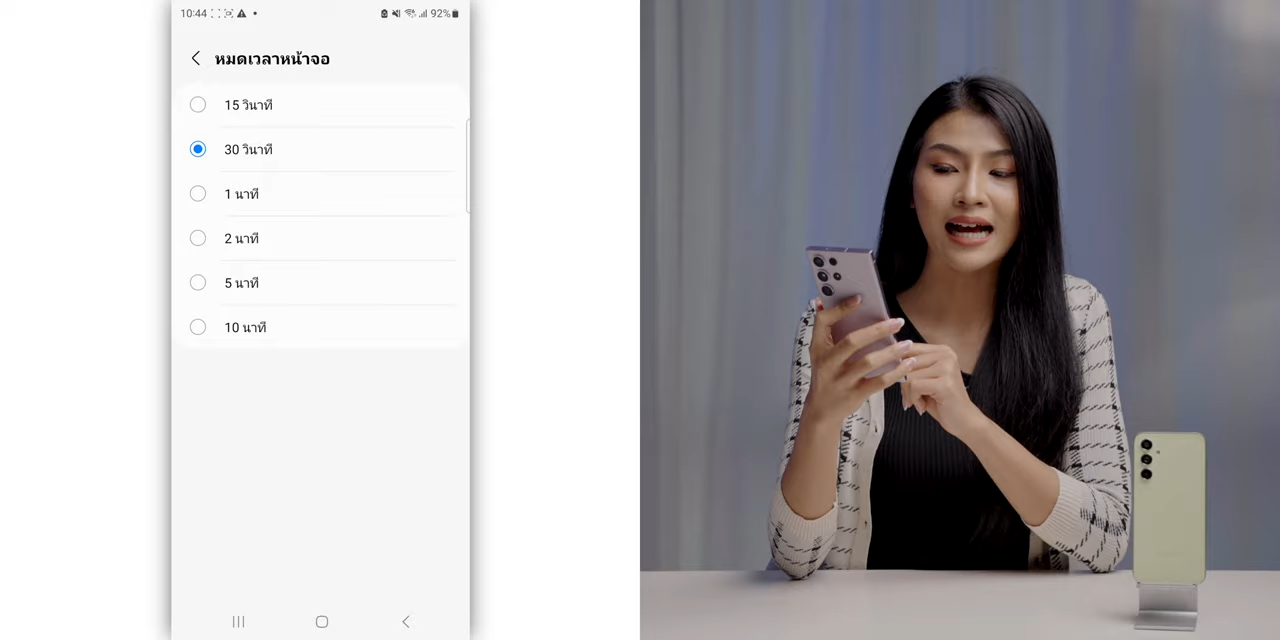 10:44
92%
หมดเวลาหน้าจอ
15 วินาที
30 วินาที
1 นาที
2 นาที
5 นาที
10 นาที